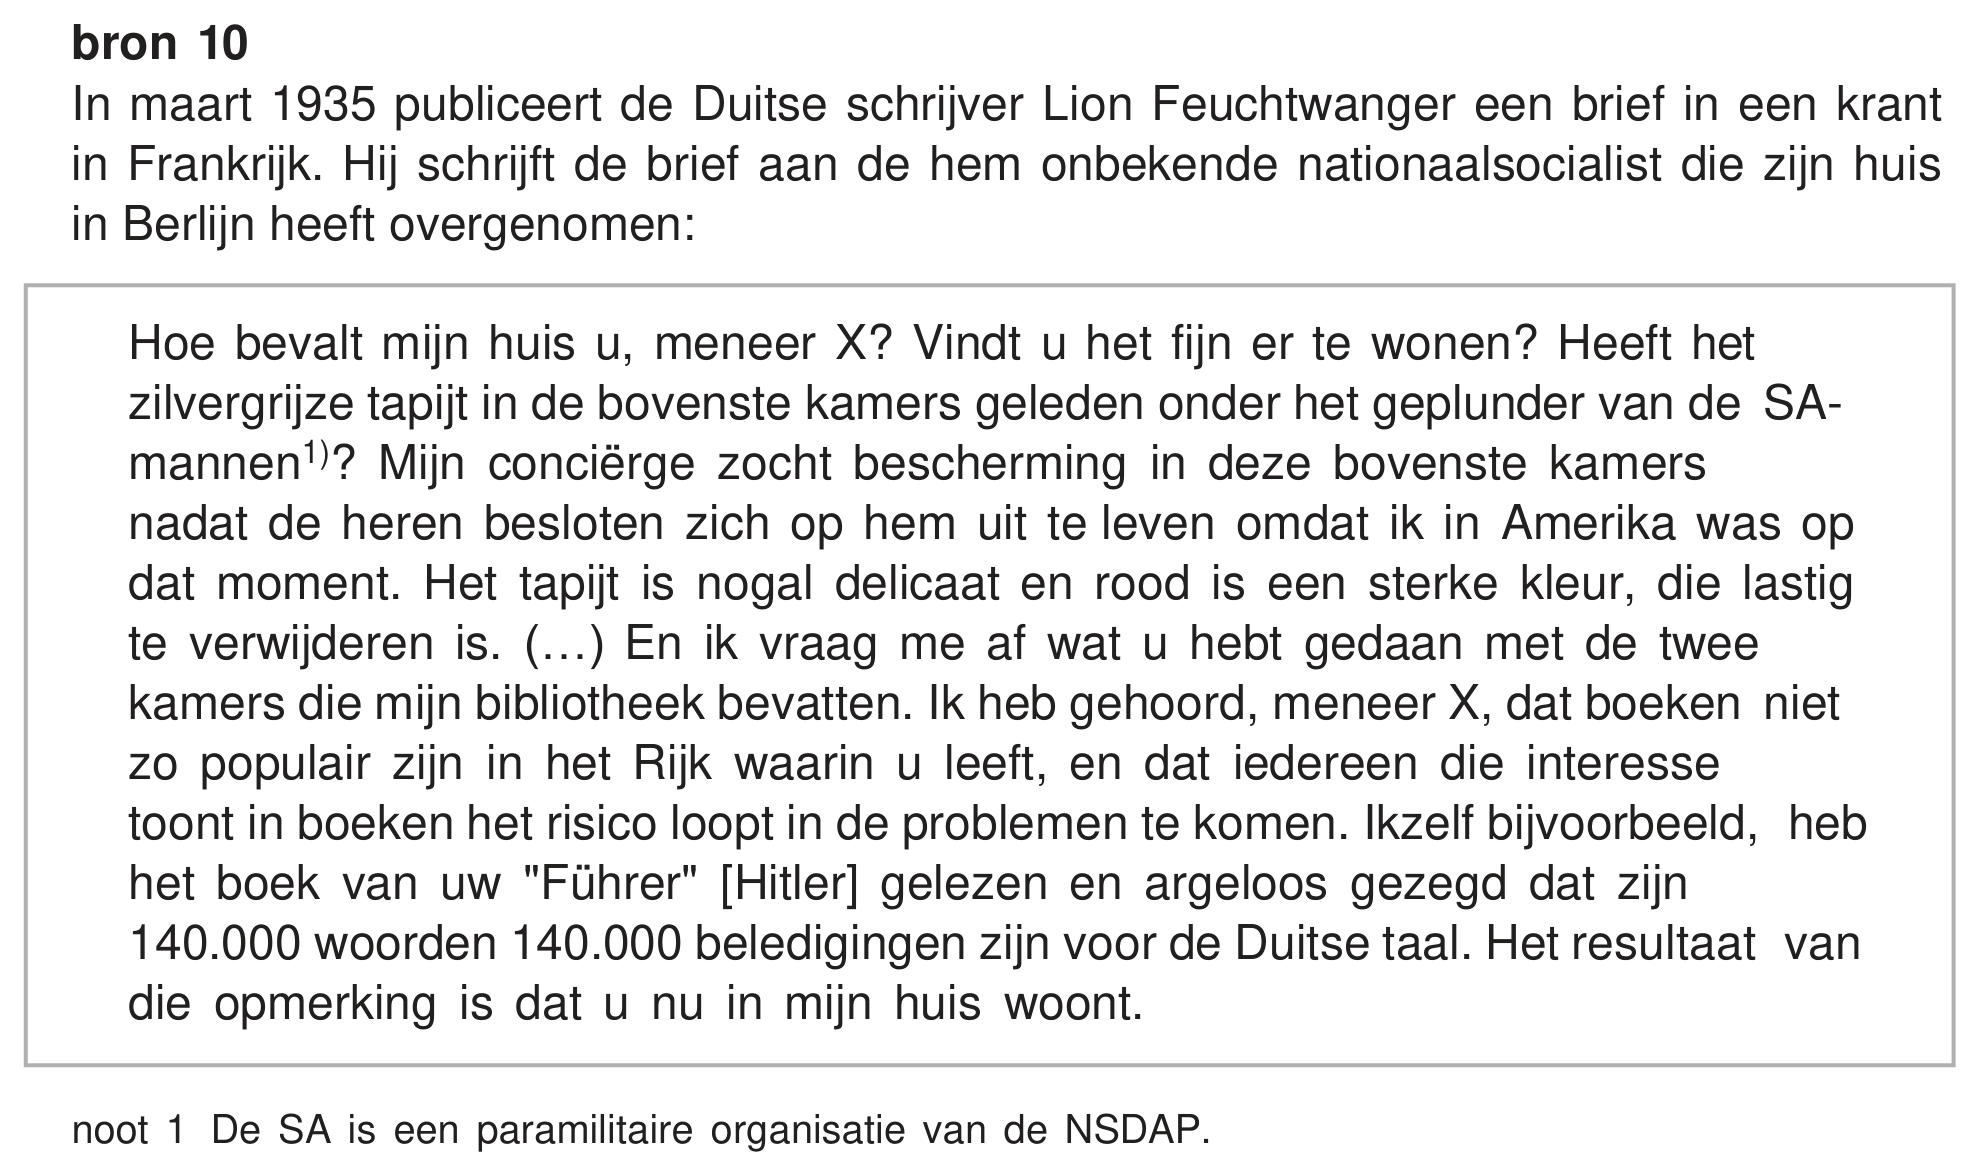 bron 10
In maart 1935 publiceert de Duitse schrijver Lion Feuchtwanger een brief in een krant
in Frankrijk. Hij schrijft de brief aan de hem onbekende nationaalsocialist die zijn huis
in Berlijn heeft overgenomen:
Hoe bevalt mijn huis u, meneer X? Vindt u het fijn er te wonen? Heeft het
zilvergrijze tapijt in de bovenste kamers geleden onder het geplunder van de SA-
mannen1)? Mijn conciërge zocht bescherming in deze bovenste kamers
nadat de heren besloten zich op hem uit te leven omdat ik in Amerika was op
dat moment. Het tapijt is nogal delicaat en rood is een sterke kleur, die lastig
te verwijderen is. (…) En ik vraag me af wat u hebt gedaan met de twee
kamers die mijn bibliotheek bevatten. Ik heb gehoord, meneer X, dat boeken niet
zo populair zijn in het Rijk waarin u leeft, en dat iedereen die interesse
toont in boeken het risico loopt in de problemen te komen. Ikzelf bijvoorbeeld, heb
het boek van uw "Führer" [Hitler] gelezen en argeloos gezegd dat zijn
140.000 woorden 140.000 beledigingen zijn voor de Duitse taal. Het resultaat van
die opmerking is dat u nu in mijn huis woont.
noot 1 De SA is een paramilitaire organisatie van de NSDAP.